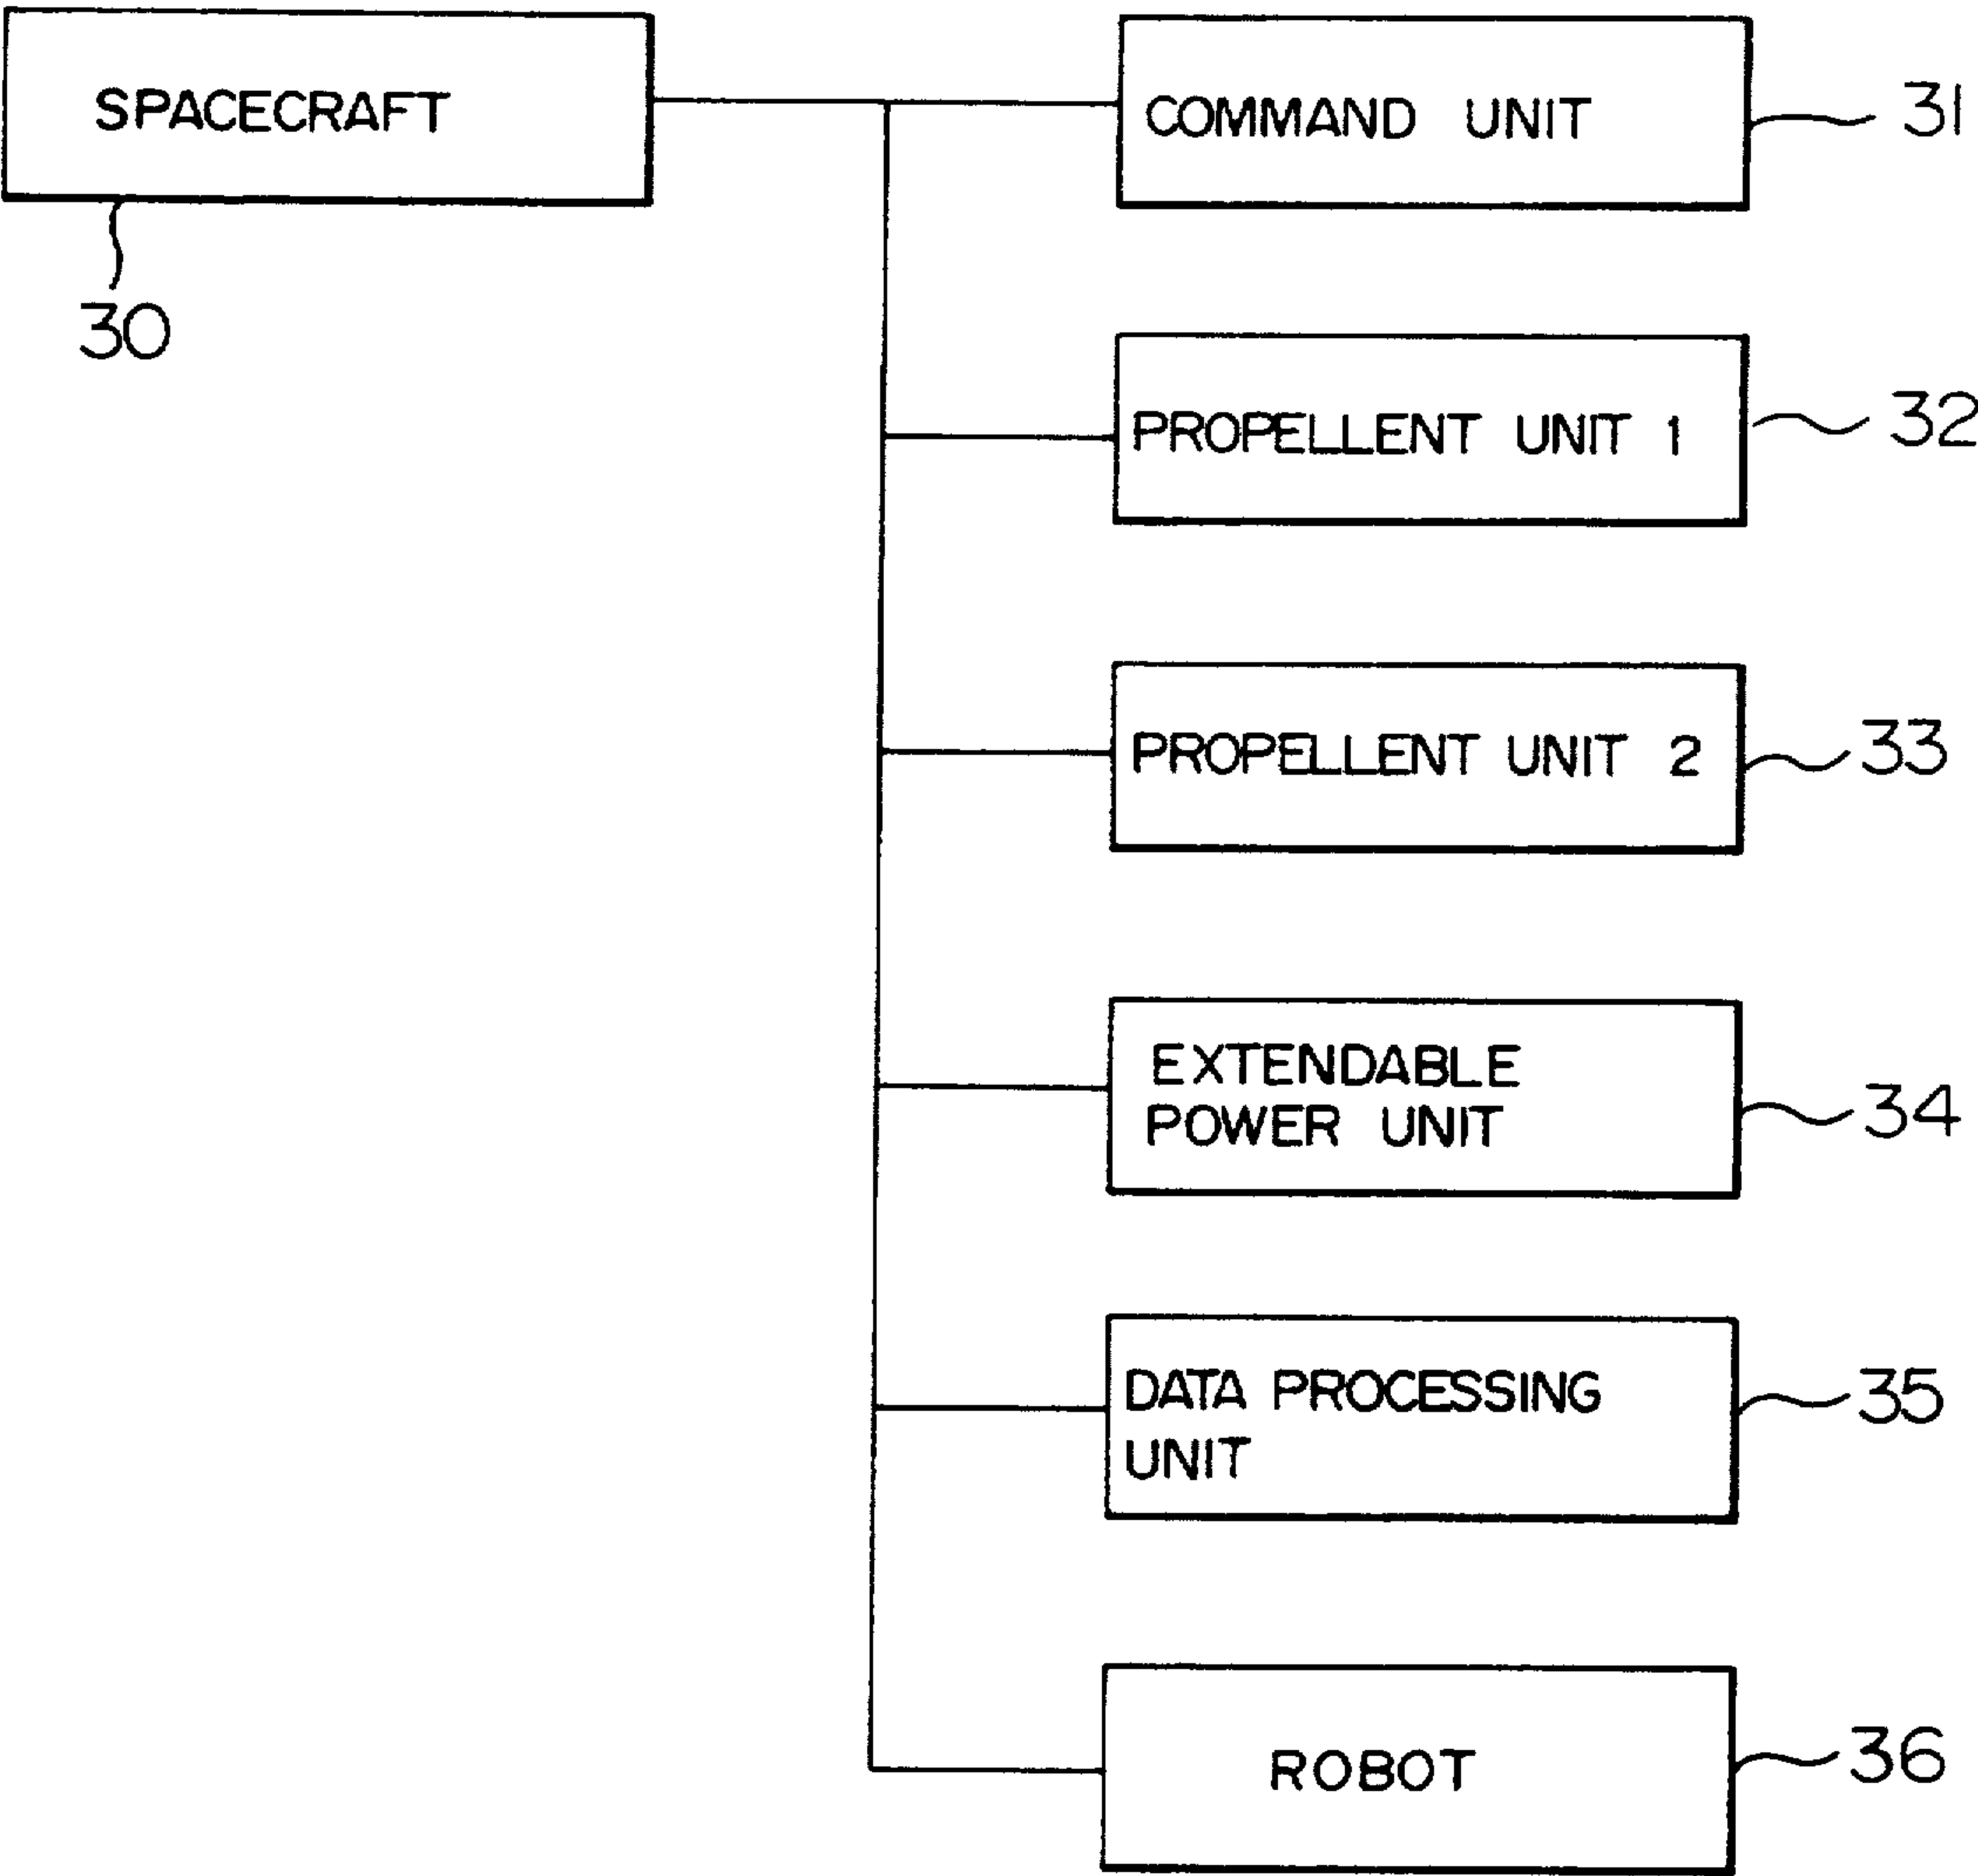 SPACECRAFT
30
COMMAND UNIT
31
PROPELLENT UNIT 1
32
PROPELLENT UNIT 2
33
EXTENDABLE
POWER UNIT
34
DATA PROCESSING
UNIT
35
ROBOT
36